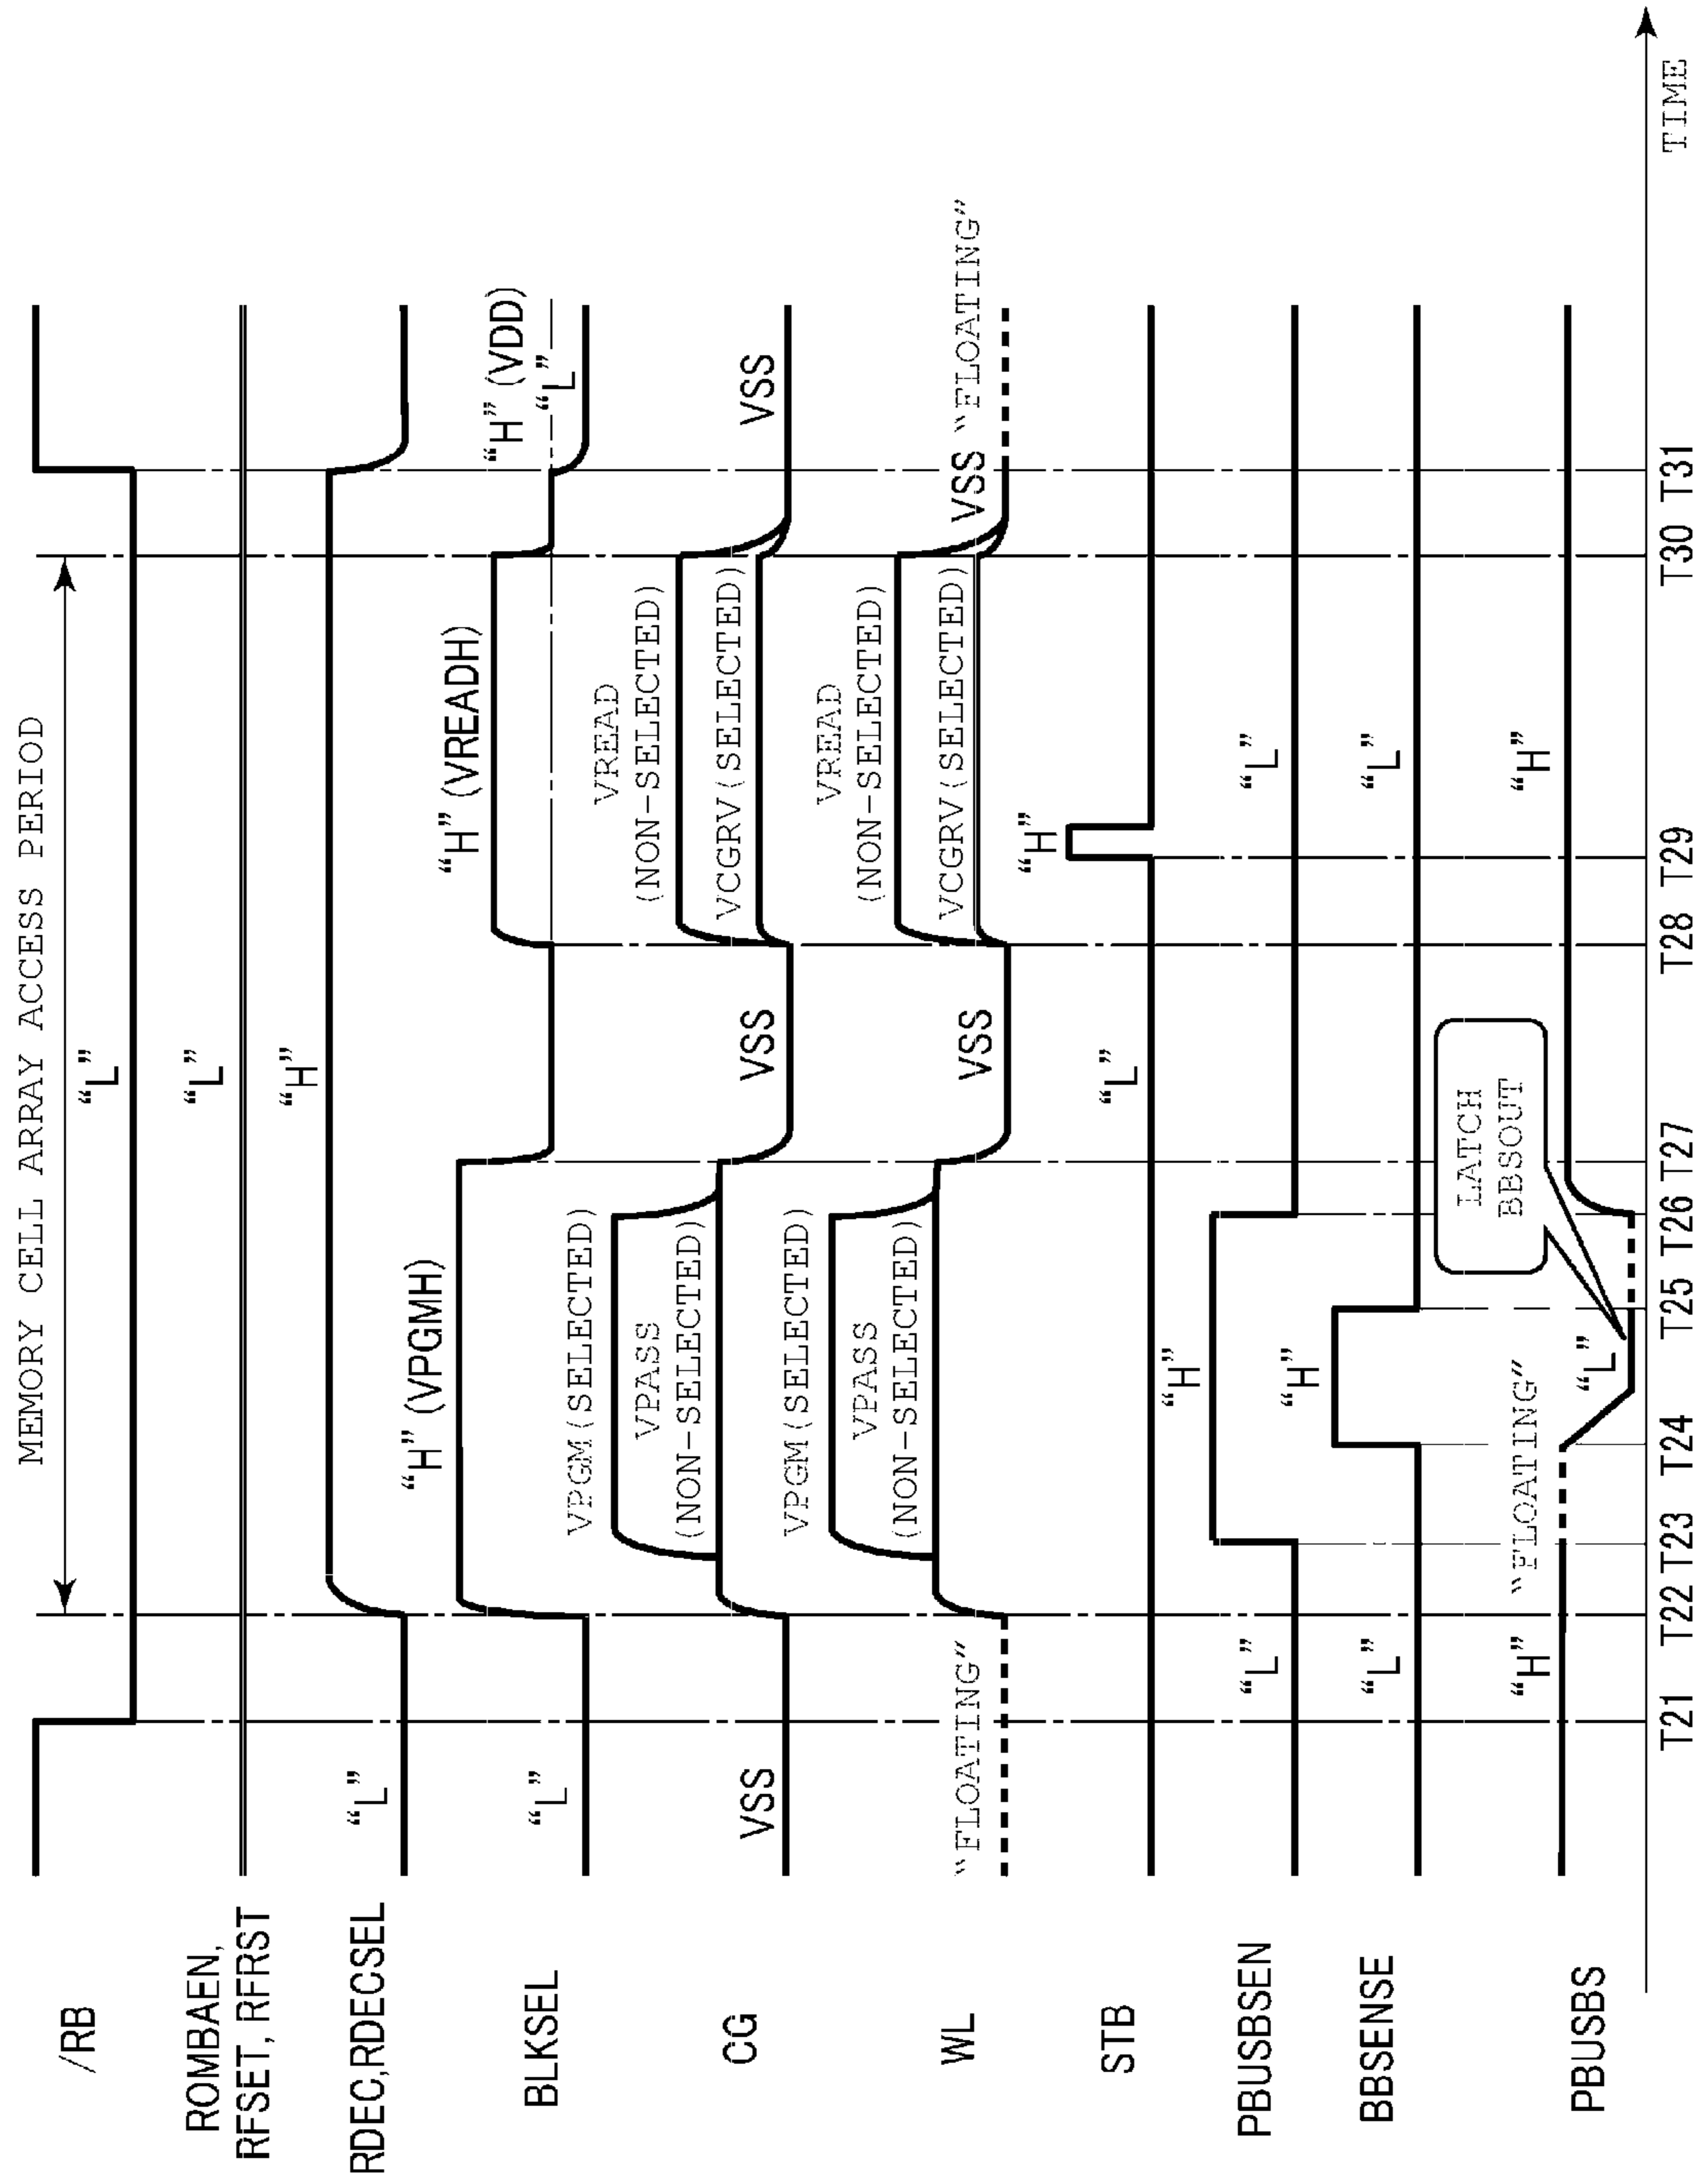 MEMORY CELL ARRAY ACCESS PERIOD
/RB
“L”
ROMBAEN,
RFSET, RFRST
“L”
RDEC,RDECSEL
“L”
“H”
BLKSEL
“L”
“H” (VPGMH)
“H” (VREADH)
“H” (VDD)
“L”
CG
VSS
VPGM(SELECTED)
VPASS
(NON-SELECTED)
VSS
VREAD
(NON-SELECTED)
VCGRV(SELECTED)
VSS
WL
“FLOATING”
VPGM(SELECTED)
VPASS
(NON-SELECTED)
VSS
VREAD
(NON-SELECTED)
VCGRV(SELECTED)
VSS “FLOATING”
STB
“L”
“H”
PBUSBSEN
“L”
“H”
“L”
BBSENSE
“L”
“H”
“L”
PBUSBS
“H”
“FLOATING”
“L”
LATCH
BBSOUT
“H”
T21 T22 T23 T24 T25 T26 T27 T28 T29 T30 T31
TIME